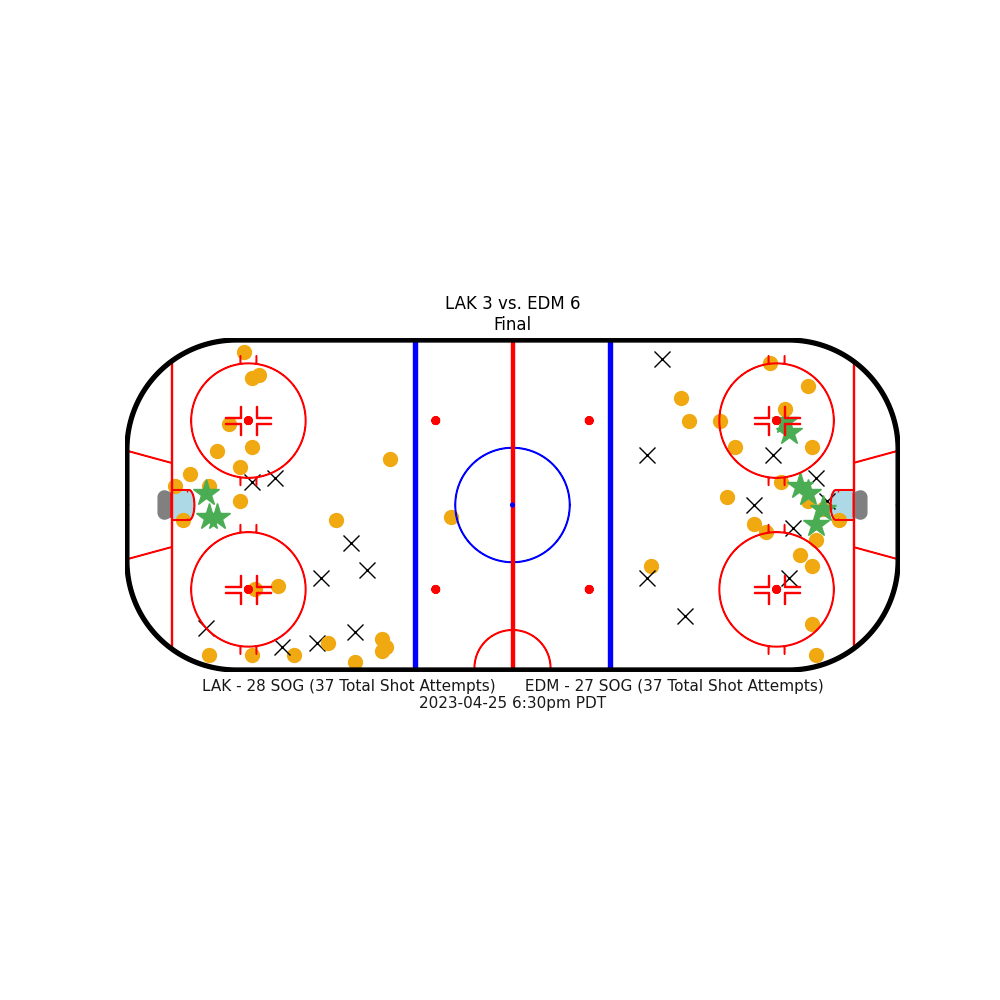 LAK 3 vs. EDM 6
Final
LAK - 28 SOG (37 Total Shot Attempts) EDM - 27 SOG (37 Total Shot Attempts)
2023-04-25 6:30pm PDT